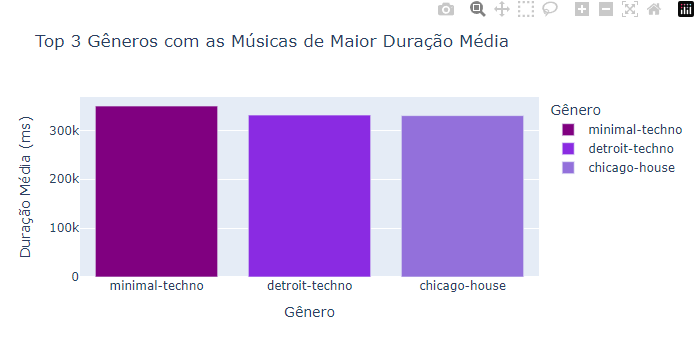 Top 3 Gêneros com as Músicas de Maior Duração Média
Duração Média (ms)
300k
200k
100k
0
minimal-techno
detroit-techno
chicago-house
Gênero
Gênero
minimal-techno
detroit-techno
chicago-house